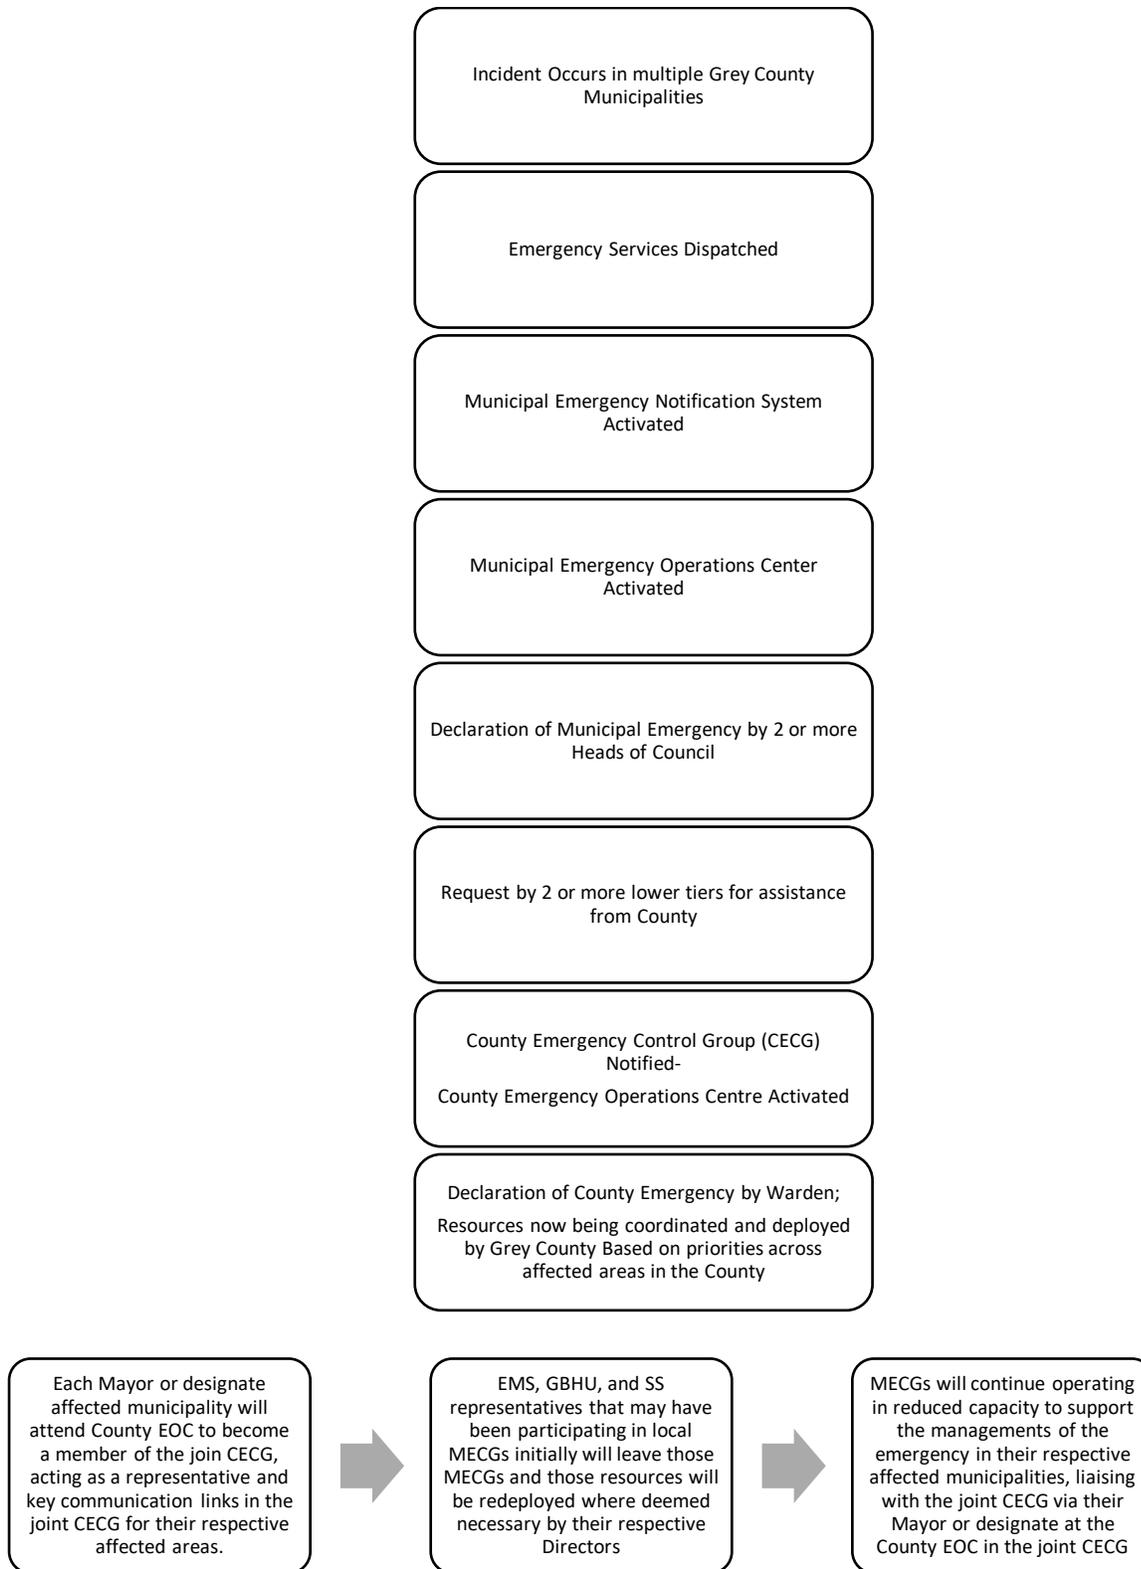 Incident Occurs in multiple Grey County
Municipalities
Emergency Services Dispatched
Municipal Emergency Notification System
Activated
Municipal Emergency Operations Center
Activated
Declaration of Municipal Emergency by 2 or more
Heads of Council
Request by 2 or more lower tiers for assistance
from County
County Emergency Control Group (CECG)
Notified-
County Emergency Operations Centre Activated
Declaration of County Emergency by Warden;
Resources now being coordinated and deployed
by Grey County Based on priorities across
affected areas in the County
Each Mayor or designate
affected municipality will
attend County EOC to become
a member of the join CECG,
acting as a representative and
key communication links in the
joint CECG for their respective
affected areas.
EMS, GBHU, and SS
representatives that may have
been participating in local
MECGs initially will leave those
MECGs and those resources will
be redeployed where deemed
necessary by their respective
Directors
MECGs will continue operating
in reduced capacity to support
the managements of the
emergency in their respective
affected municipalities, liaising
with the joint CECG via their
Mayor or designate at the
County EOC in the joint CECG